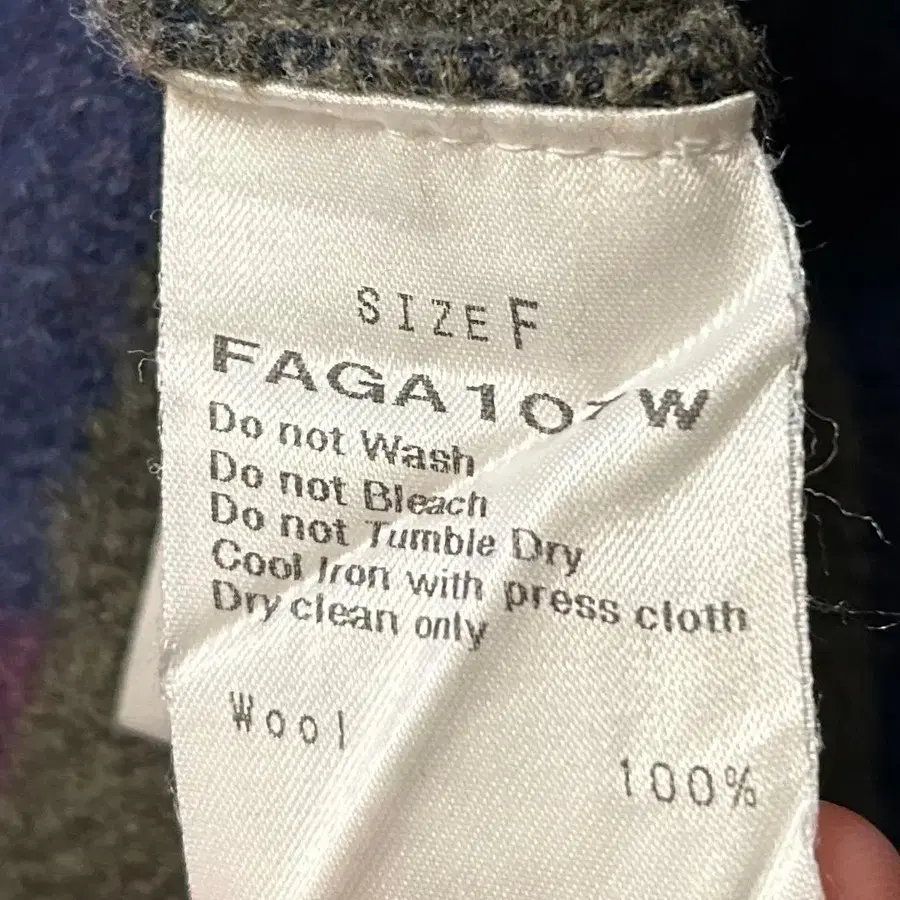 SIZE F
Do not Wash
Do not Bleach
Do not Tumble Dry
Cool Iron with press cloth
Dry clean only
Wool
100%